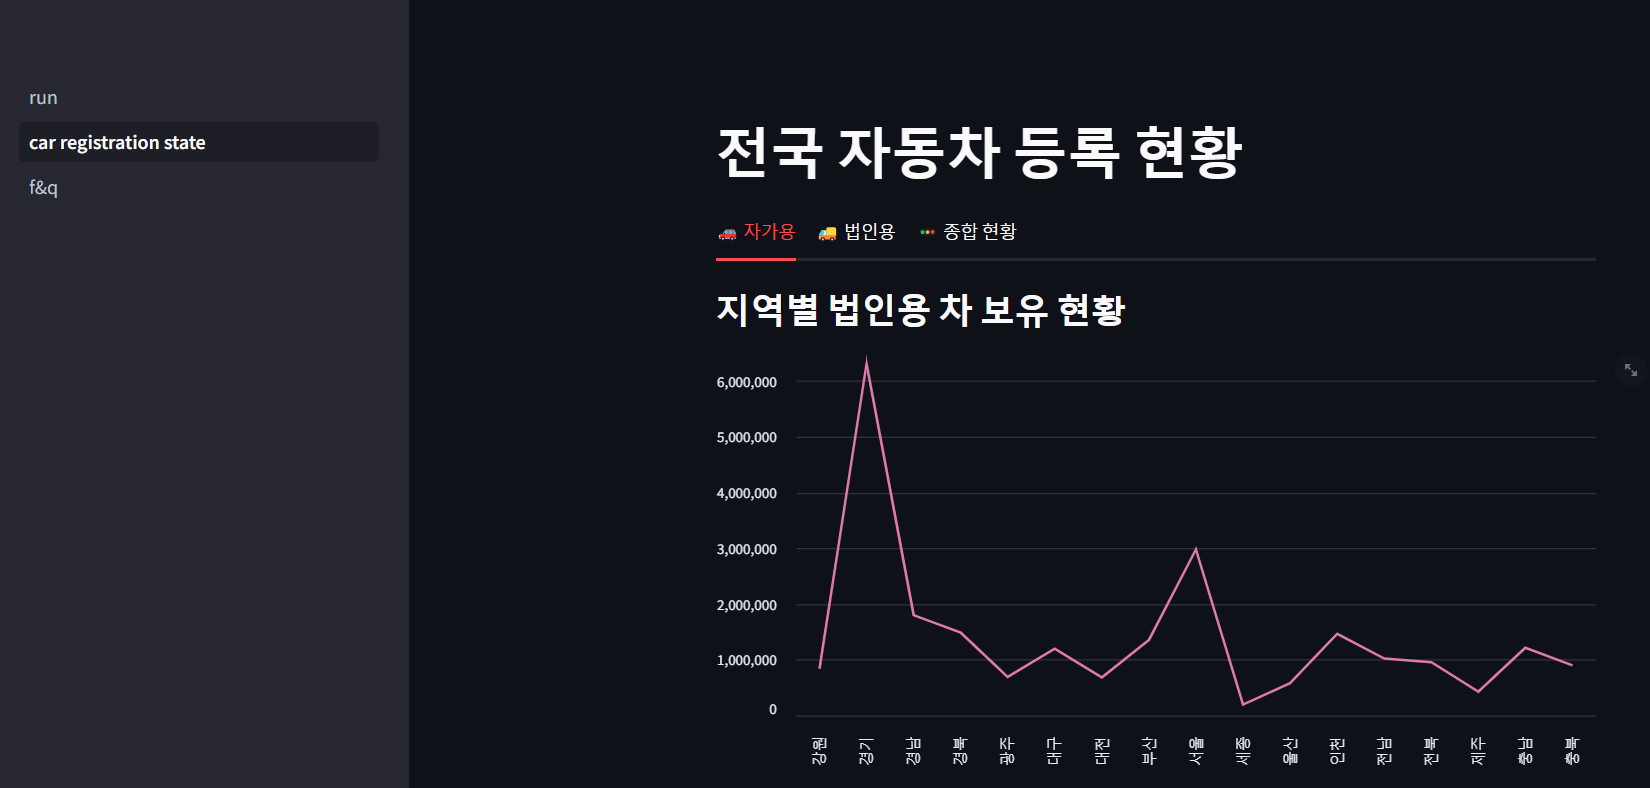 run
car registration state
f&q
전국 자동차 등록 현황
자가용 법인용 종합 현황
지역별 법인용 차 보유 현황
6,000,000
5,000,000
4,000,000
3,000,000
2,000,000
1,000,000
0
강원 경기 경남 경북 광주 대구 대전 부산 서울 세종 울산 인천 전남 전북 제주 충남 충북